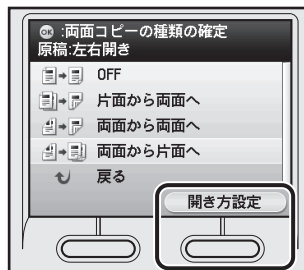 OK :両面コピーの種類の確定
原稿:左右開き
OFF
片面から両面へ
両面から両面へ
両面から片面へ
戻る
開き方設定